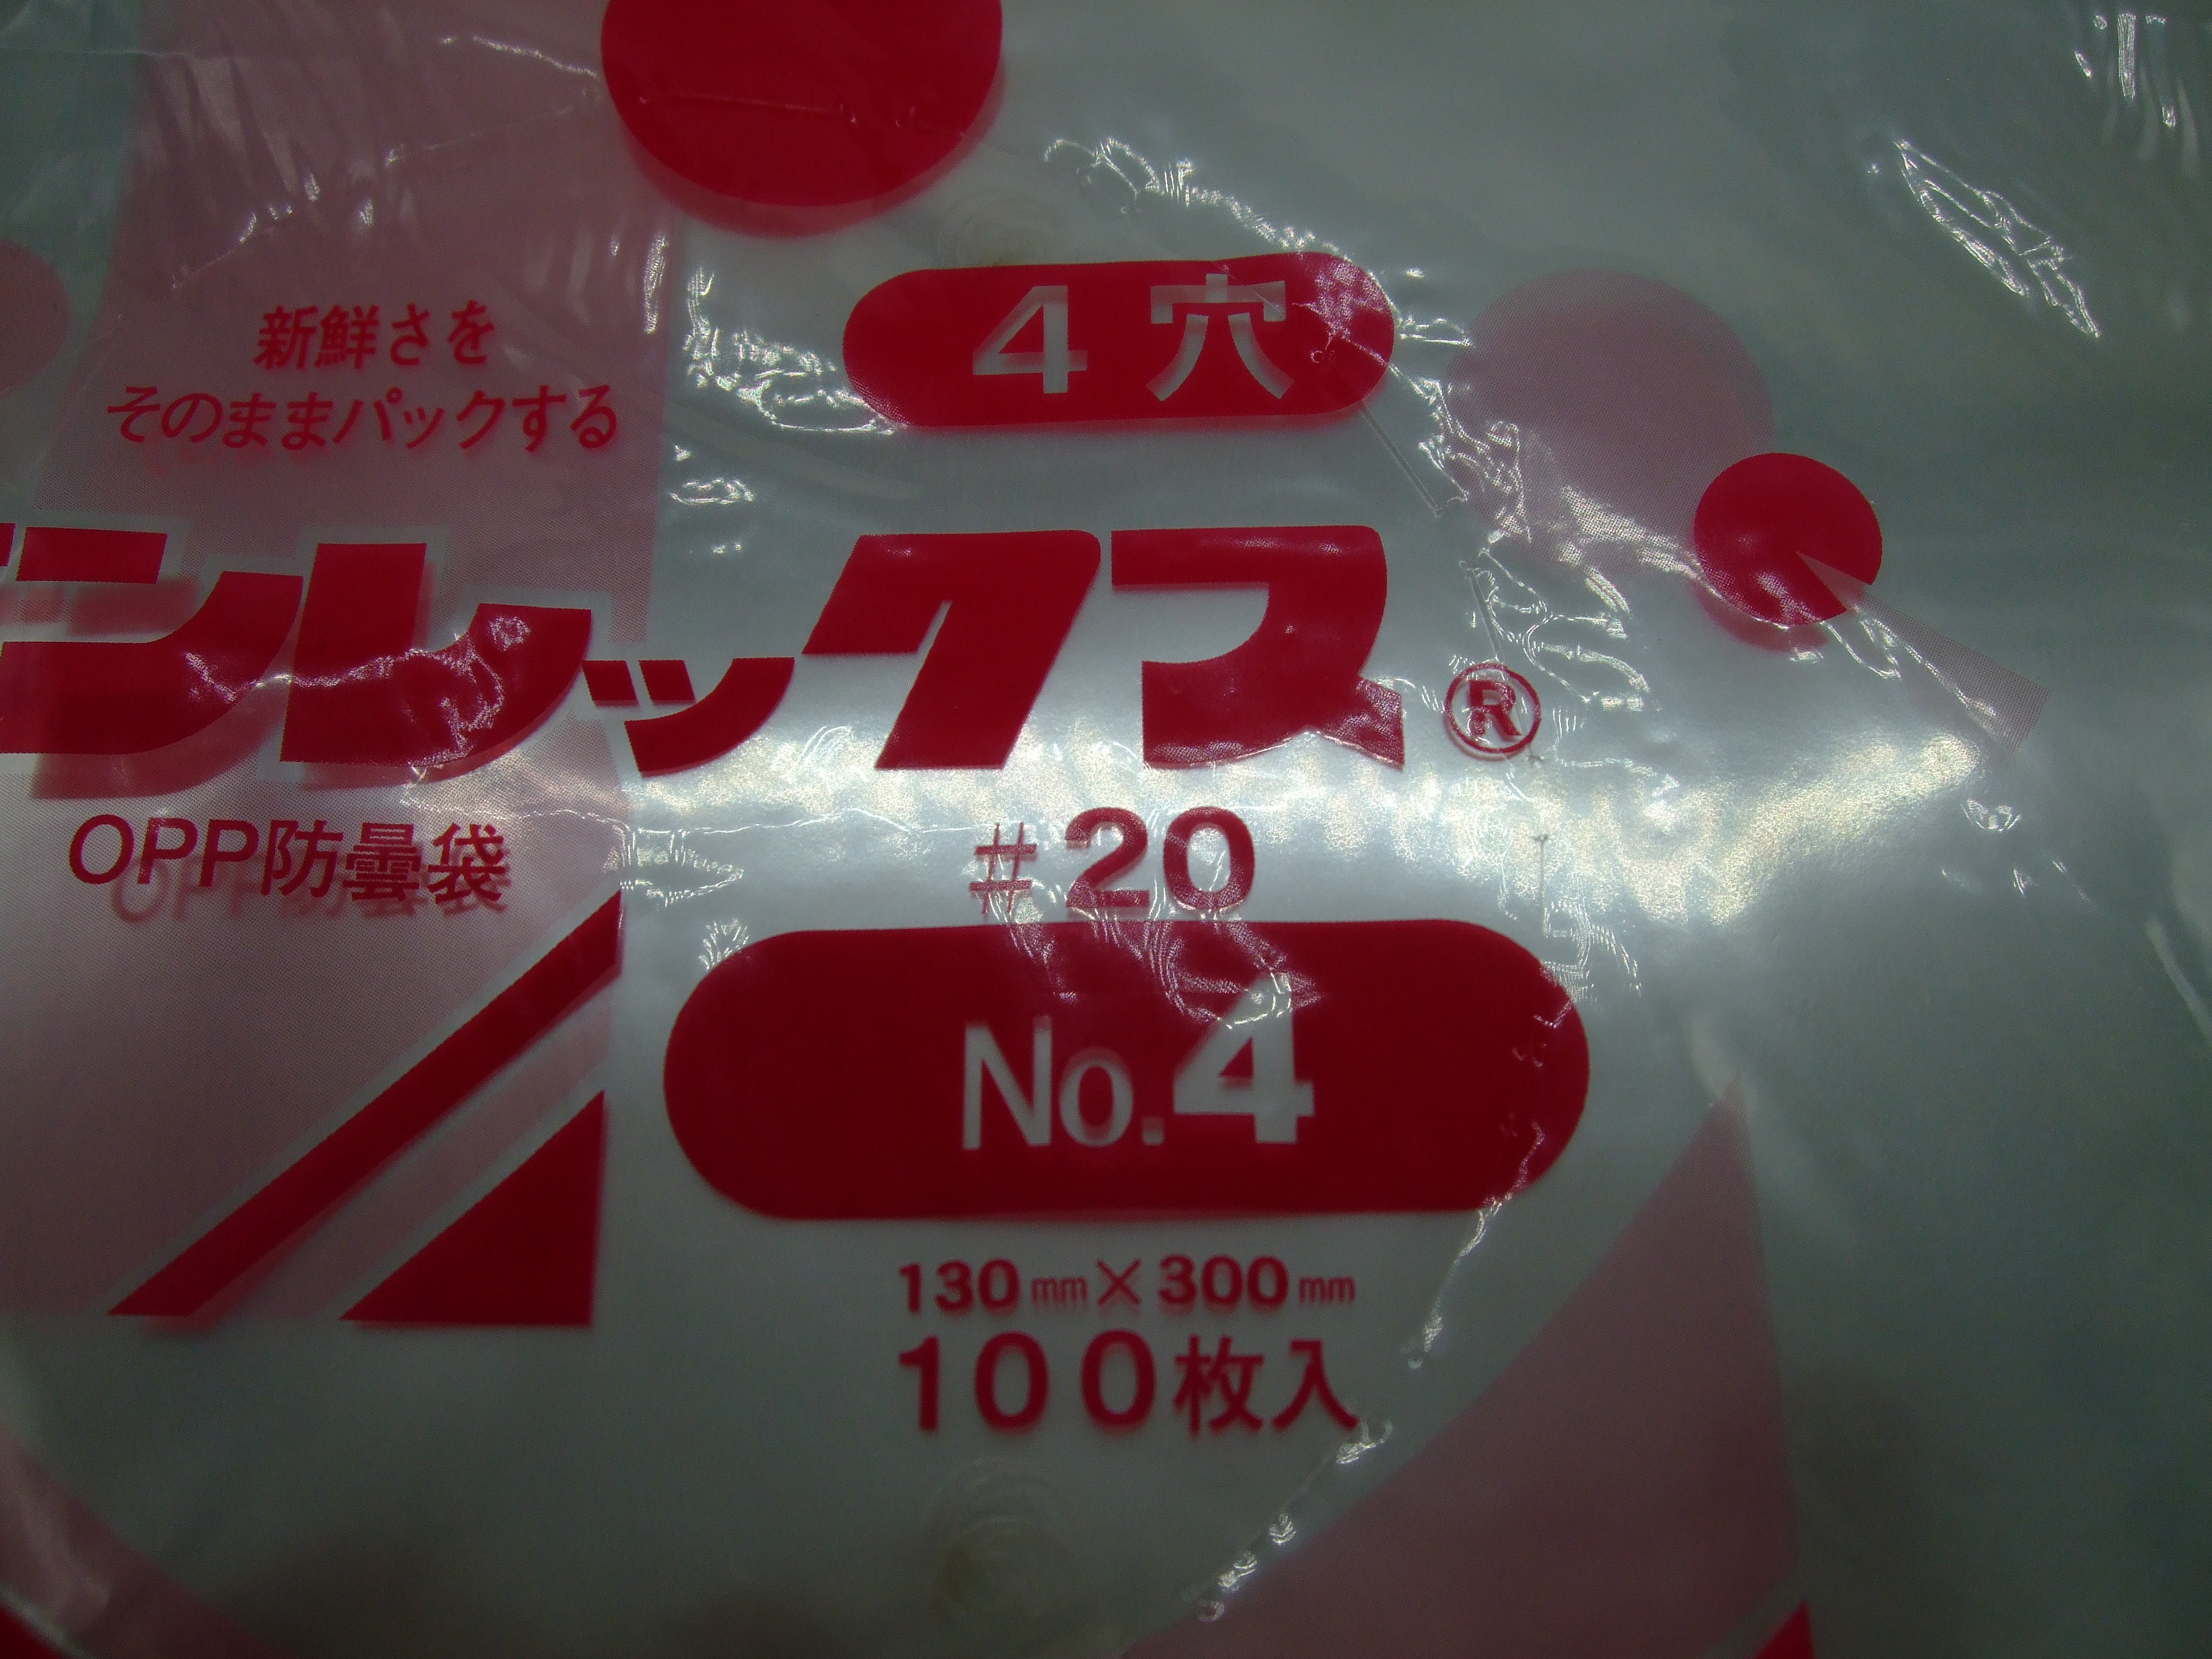 4穴
新鮮さを
そのままパックする
ンレックス®
OPP防曇袋
#20
No.4
130mm×300mm
100枚入